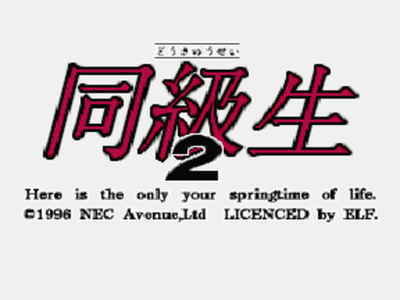 どうきゅうせい
同級生
2
Here is the only your springtime of life.
©1996 NEC Avenue,Ltd LICENCED by ELF.